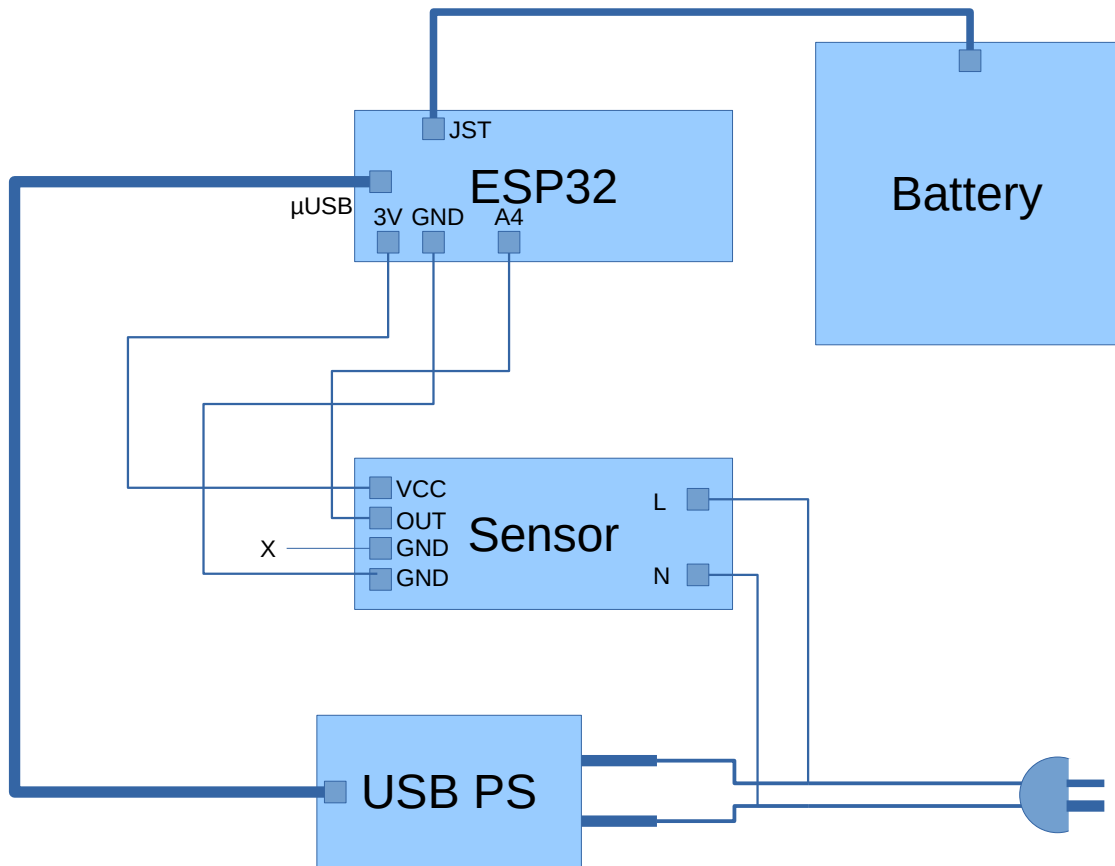 JST
ESP32
Battery
µUSB
3V GND A4
VCC
OUT
X GND
GND
Sensor
L
N
USB PS